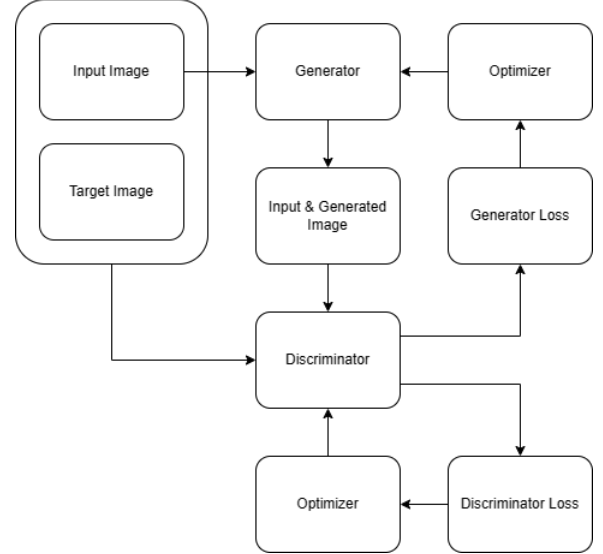 Input Image
Generator
Optimizer
Target Image
Input & Generated
Image
Generator Loss
Discriminator
Optimizer
Discriminator Loss